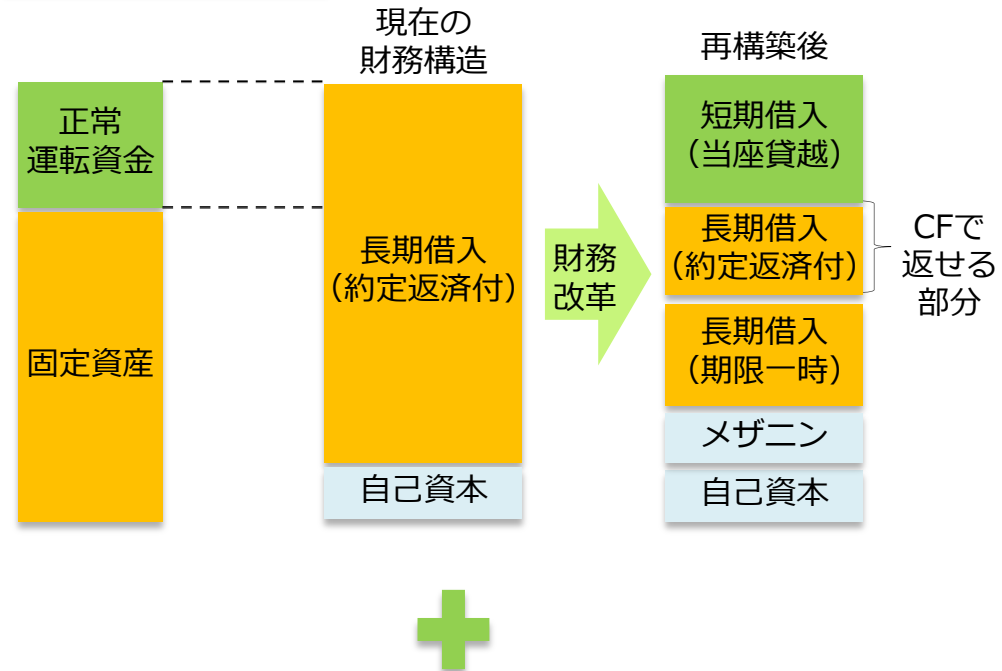 現在の
財務構造
再構築後
正常
運転資金
固定資産
長期借入
（約定返済付）
自己資本
財務
改革
短期借入
（当座貸越）
長期借入
（約定返済付）
長期借入
（期限一時）
メザニン
自己資本
CFで
返せる
部分